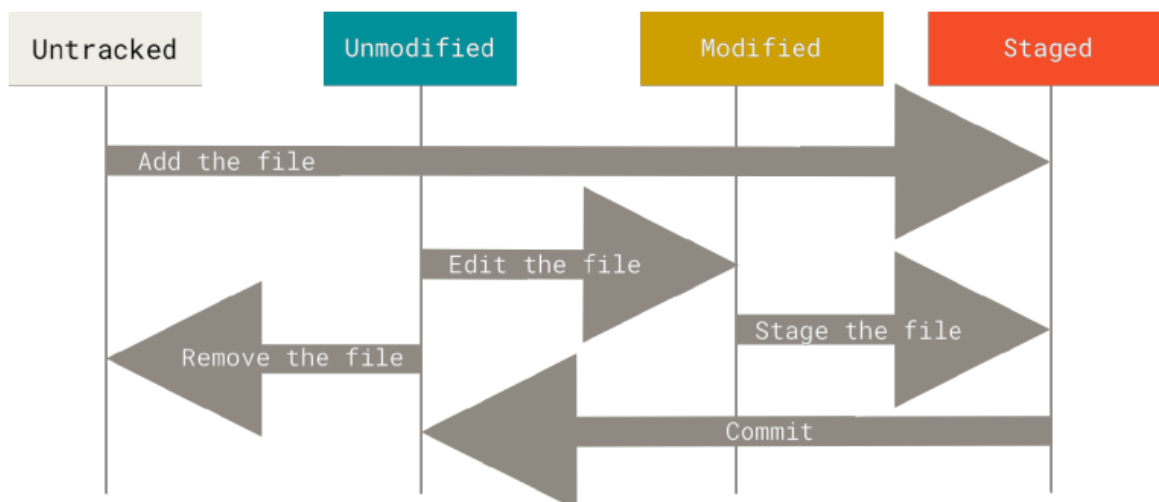 Untracked
Unmodified
Modified
Staged
Add the file
Edit the file
Stage the file
Remove the file
Commit